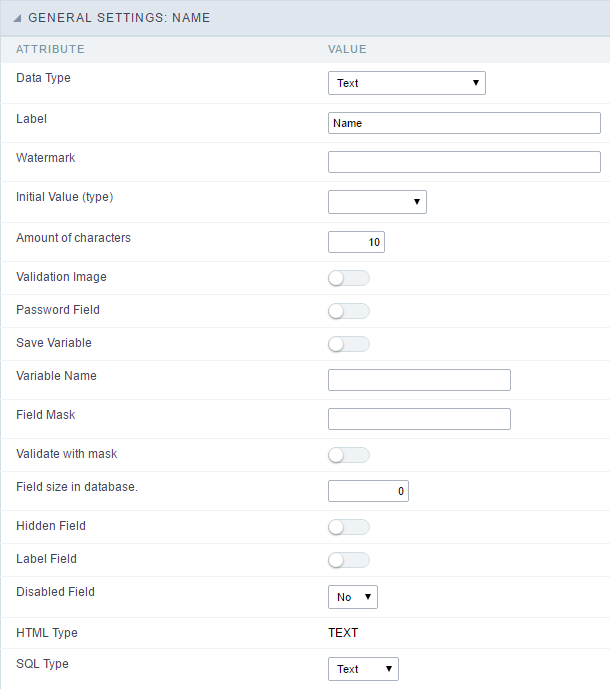 GENERAL SETTINGS: NAME
ATTRIBUTE VALUE
Data Type Text
Label Name
Watermark
Initial Value (type)
Amount of characters 10
Validation Image
Password Field
Save Variable
Variable Name
Field Mask
Validate with mask
Field size in database. 0
Hidden Field
Label Field
Disabled Field No
HTML Type TEXT
SQL Type Text